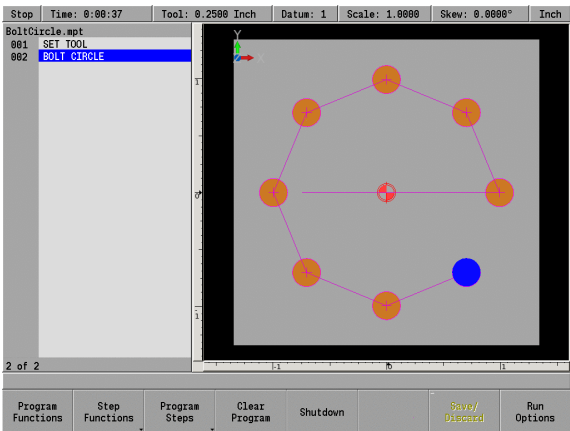 Stop Time: 0:00:37 Tool: 0.2500 Inch Datum: 1 Scale: 1.0000 Skew: 0.0000° Inch
BoltCircle.mpt
001 SET TOOL
002 BOLT CIRCLE
Y
X
1
0
1
2 of 2
-1 0 1
Program Functions Step Functions Program Steps Clear Program Shutdown Save/ Discard Run Options